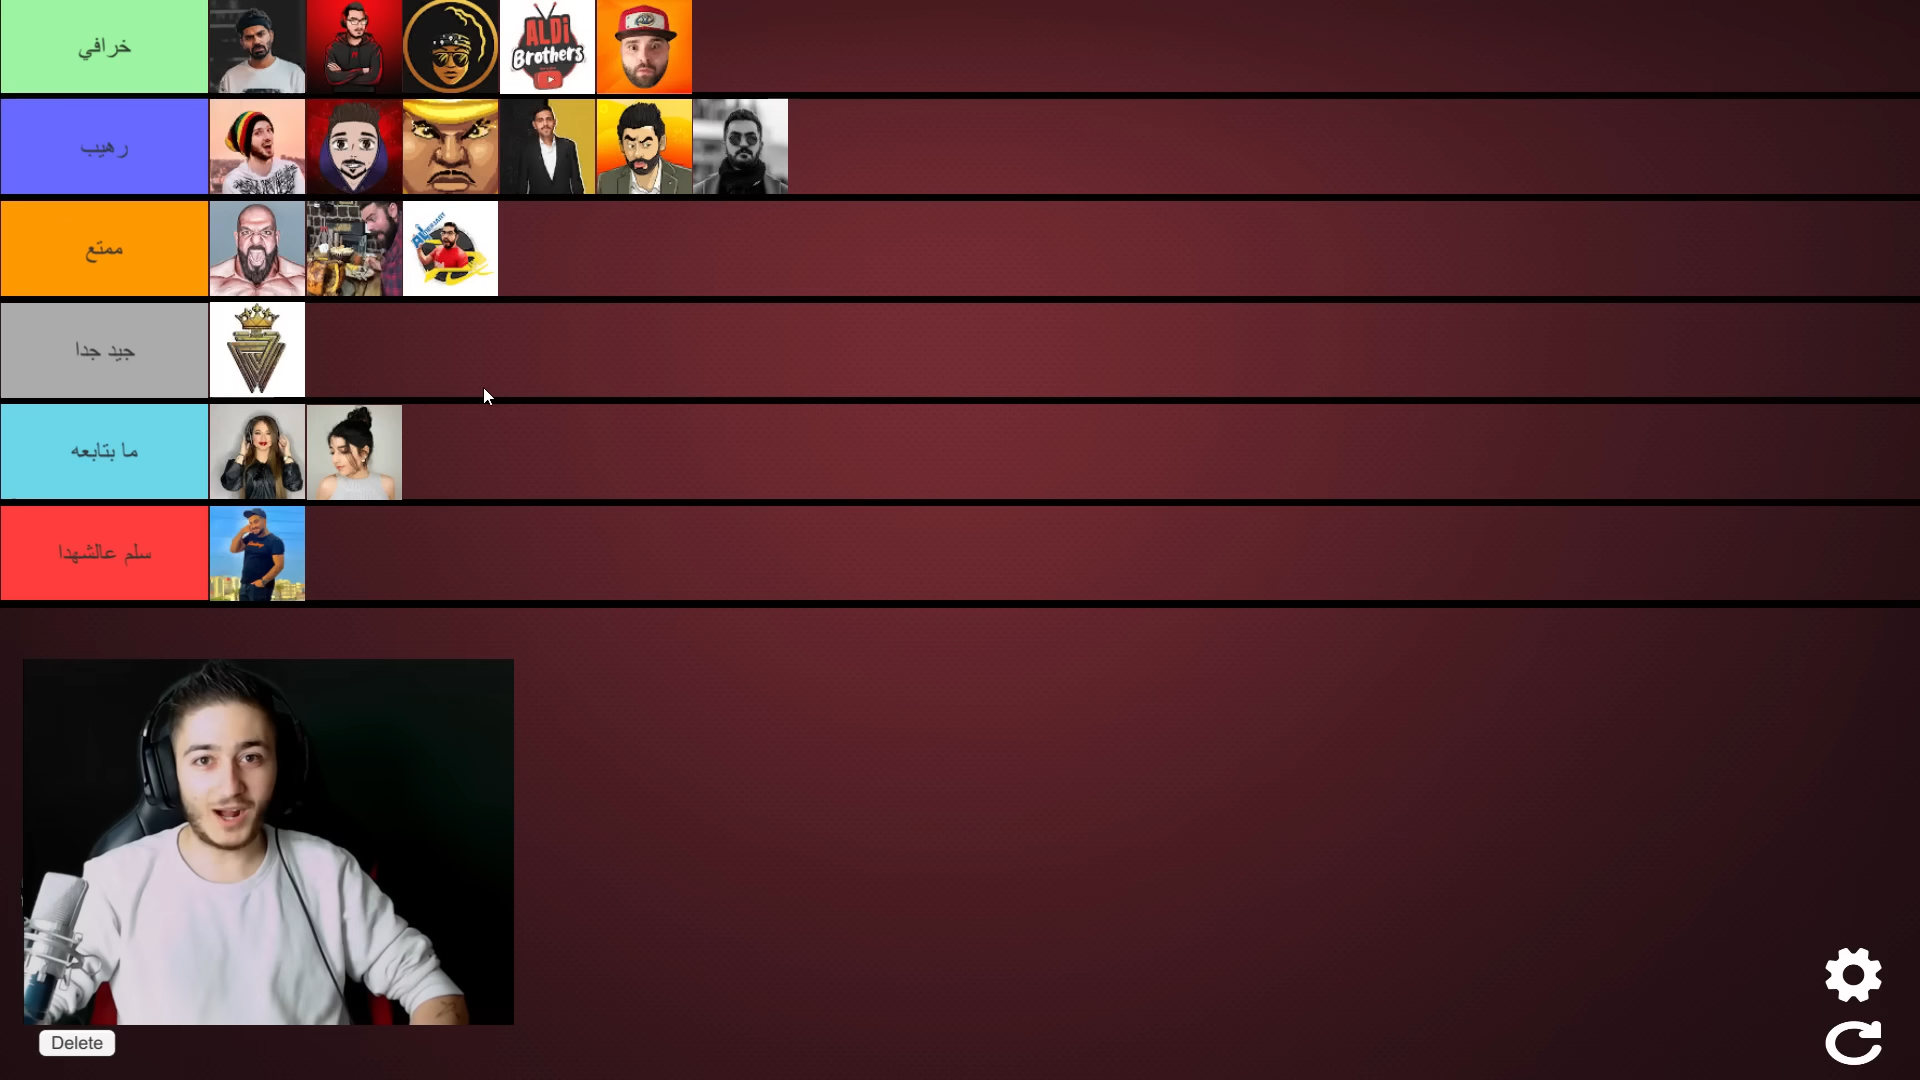 خرافي
ALDi
Brothers
رهيب
ممتع
جيد جدا
ما بتابعه
سلم عالشهدا
Delete